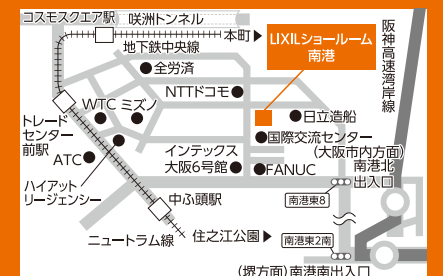 コスモスクエア駅
咲洲トンネル
本町▶
地下鉄中央線
LIXILショールーム
南港
阪神高速湾岸線
全労済
NTTドコモ
WTC
ミズノ
日立造船
トレード
センター
前駅
国際交流センター
(大阪市内方面)
南港北
出入口
ATC
インテックス
大阪6号館
FANUC
ハイアット
リージェンシー
中ふ頭駅
南港東8
ニュートラム線
住之江公園▶
南港東2南
(堺方面)南港南出入口